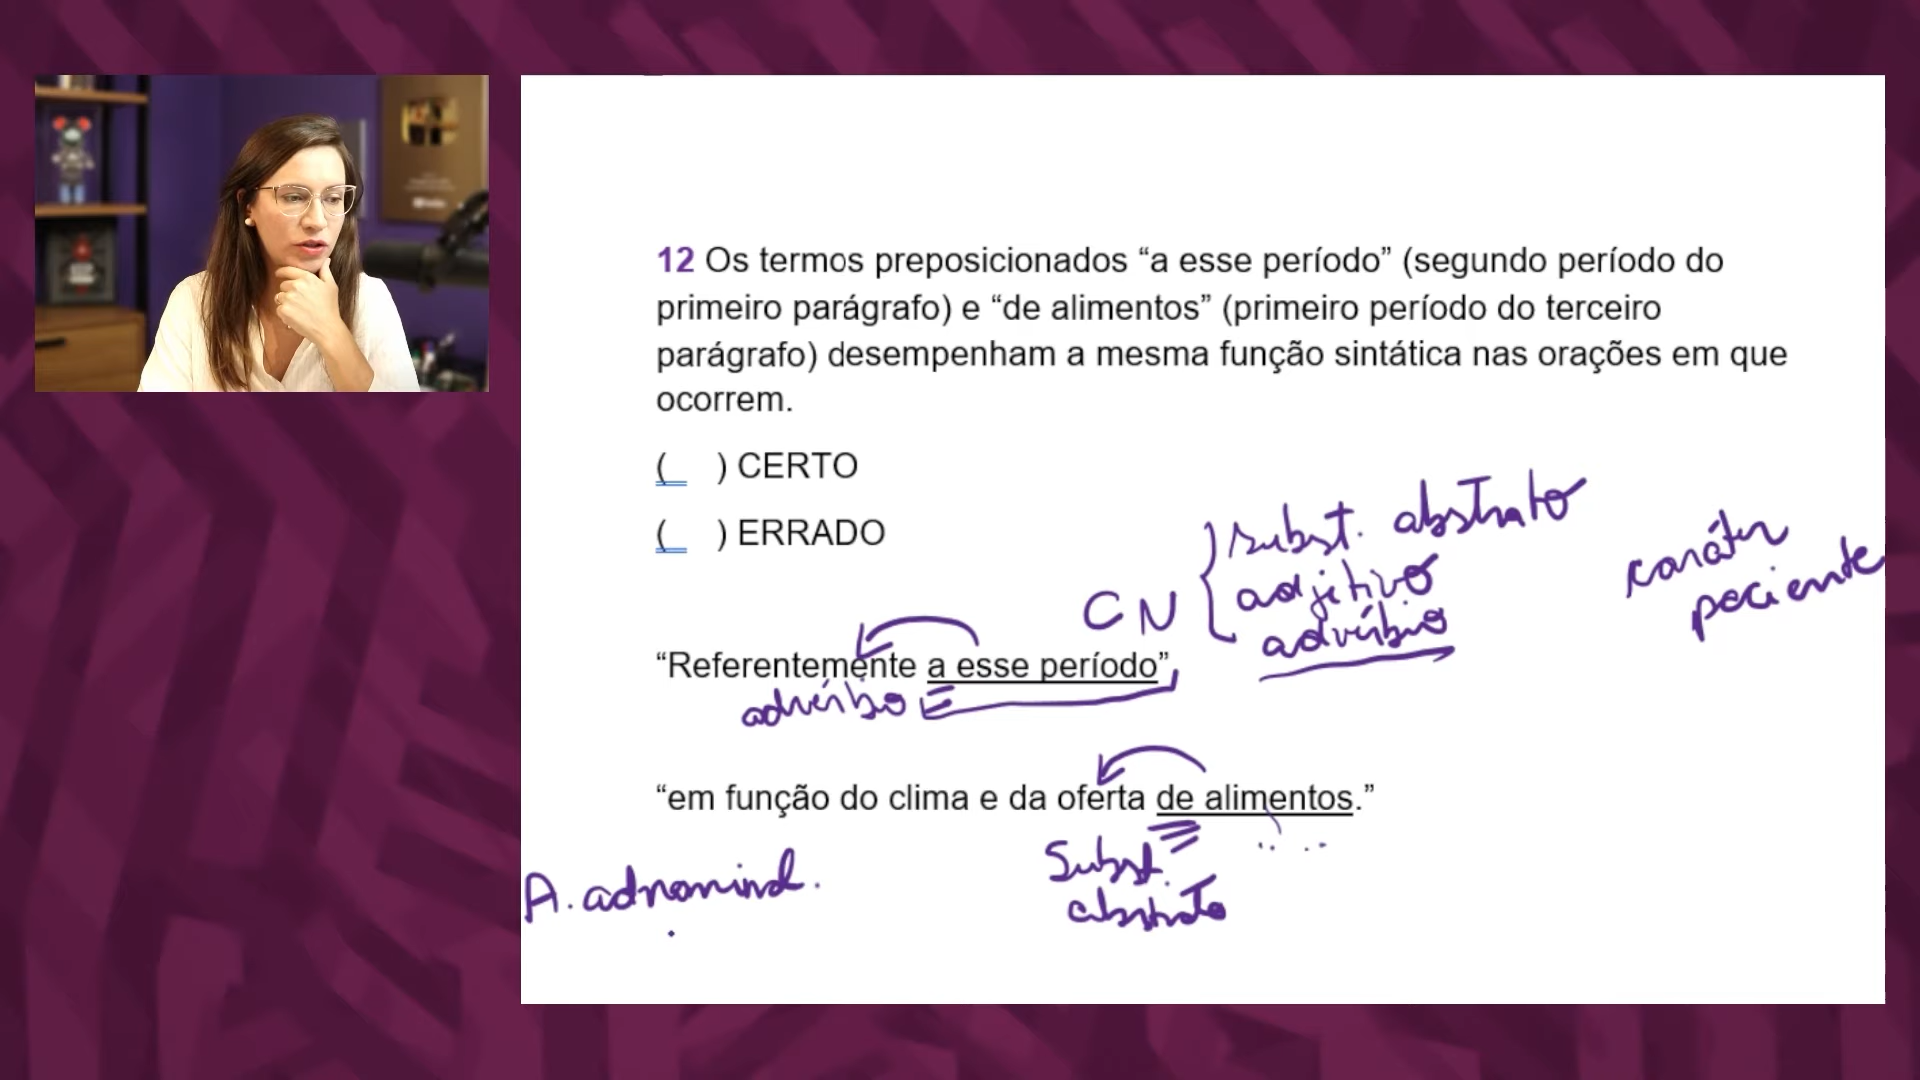 12 Os termos preposicionados “a esse período” (segundo período do
primeiro parágrafo) e “de alimentos” (primeiro período do terceiro
parágrafo) desempenham a mesma função sintática nas orações em que
ocorrem.
(__ ) CERTO
(__ ) ERRADO
CN { subst. abstrato
adjetivo
advérbio
caráter
paciente
“Referentemente a esse período”
advérbio
“em função do clima e da oferta de alimentos.”
Subst.
abstrato
A. adnominal.